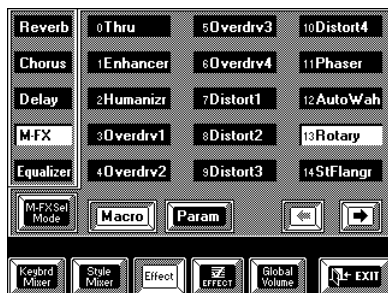 Reverb 0Thru 5Overdrv3 10Distort4
Chorus 1Enhancer 6Overdrv4 11Phaser
Delay 2Humanizr 7Distort1 12AutoWah
M-FX 3Overdrv1 8Distort2 13Rotary
Equalizer 4Overdrv2 9Distort3 14StFlangr
M-FXSel
Mode
Macro Param
Keybrd
Mixer
Style
Mixer
Effect
EFFECT
Global
Volume
EXIT